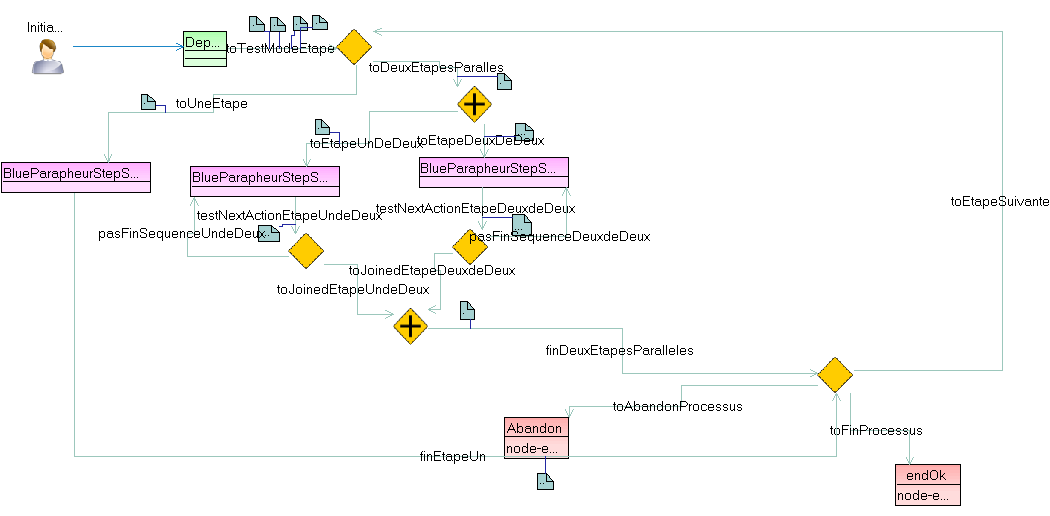 Initia...
Dep...
toTestModeEtape
toDeuxEtapesParalles
toUneEtape
toEtapeUnDeDeux
toEtapeDeuxDeDeux
BlueParapheurStepS...
BlueParapheurStepS...
BlueParapheurStepS...
toEtapeSuivante
testNextActionEtapeUndeDeux
testNextActionEtapeDeuxdeDeux
pasFinSequenceUndeDeux
pasFinSequenceDeuxdeDeux
toJoinedEtapeDeuxdeDeux
toJoinedEtapeUndeDeux
finDeuxEtapesParalleles
toAbandonProcessus
Abandon
node-e...
toFinProcessus
finEtapeUn
endOk
node-e...